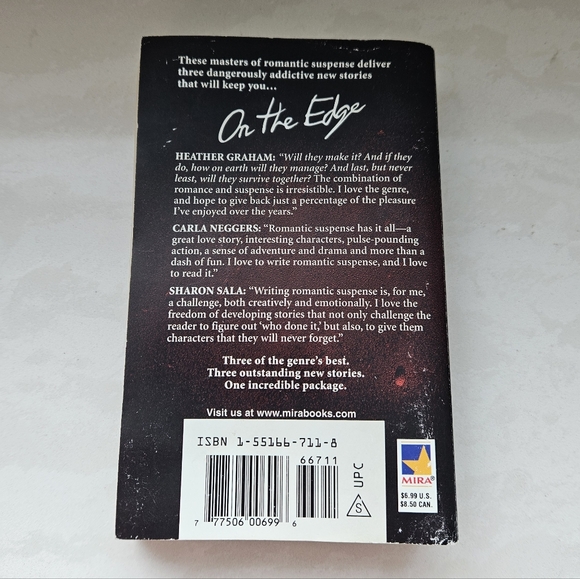 These masters of romantic suspense deliver
three dangerously addictive new stories
that will keep you…
On the Edge
HEATHER GRAHAM: "Will they make it? And if they
do, how on earth will they manage? And last, but never
least, will they survive together? The combination of
romance and suspense is irresistible. I love the genre,
and hope to give back just a percentage of the pleasure
I've enjoyed over the years."
CARLA NEGGERS: "Romantic suspense has it all—a
great love story, interesting characters, pulse-pounding
action, a sense of adventure and drama and more than a
dash of fun. I love to write romantic suspense, and I love
to read it."
SHARON SALA: "Writing romantic suspense is, for me,
a challenge, both creatively and emotionally. I love the
freedom of developing stories that not only challenge the
reader to figure out 'who done it,' but also, to give them
characters that they will never forget."
Three of the genre's best.
Three outstanding new stories.
One incredible package.
Visit us at www.mirabooks.com
ISBN 1-55166-711-8
66711
7 77506 00699 6
UPC
S
MIRA®
$6.99 U.S.
$8.50 CAN.